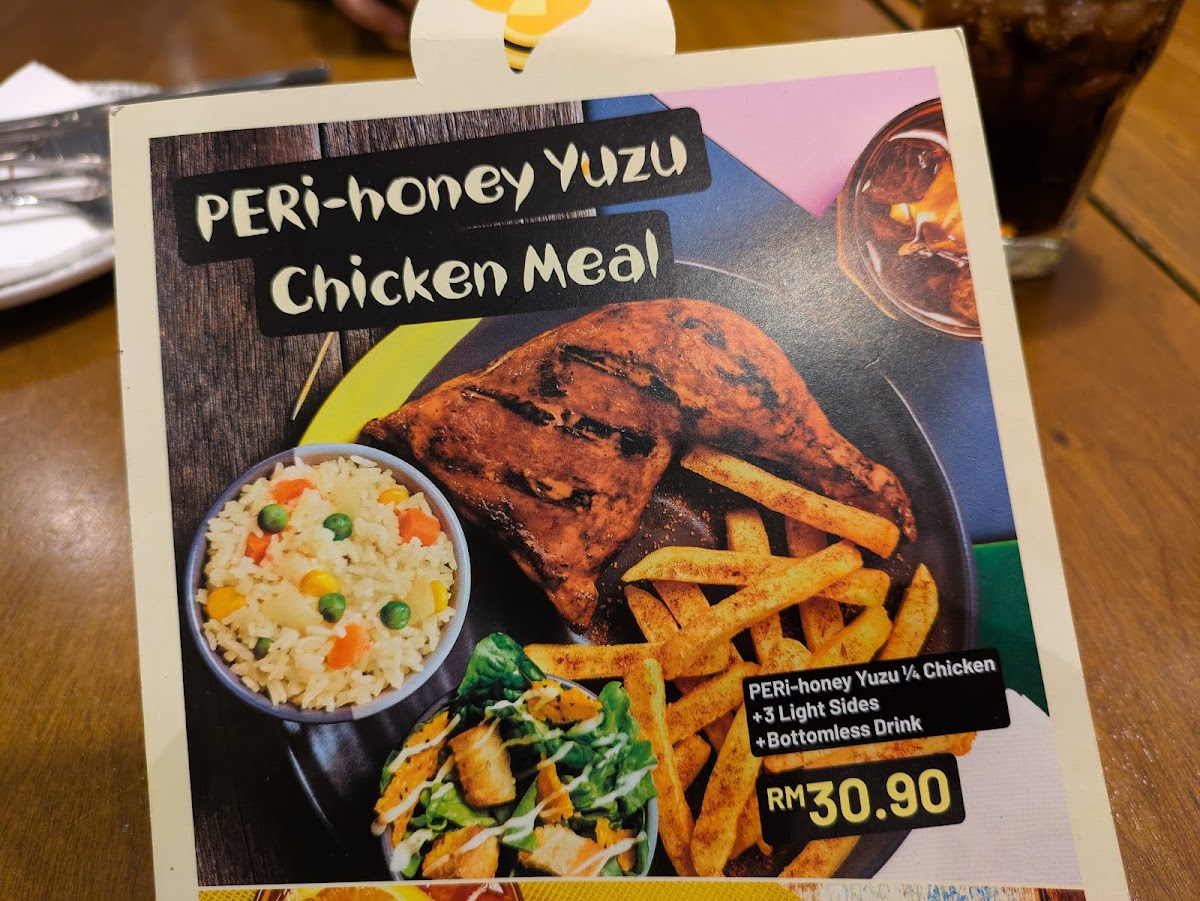 PERi-honey Yuzu
Chicken Meal
PERi-honey Yuzu ¼ Chicken
+3 Light Sides
+Bottomless Drink
RM30.90